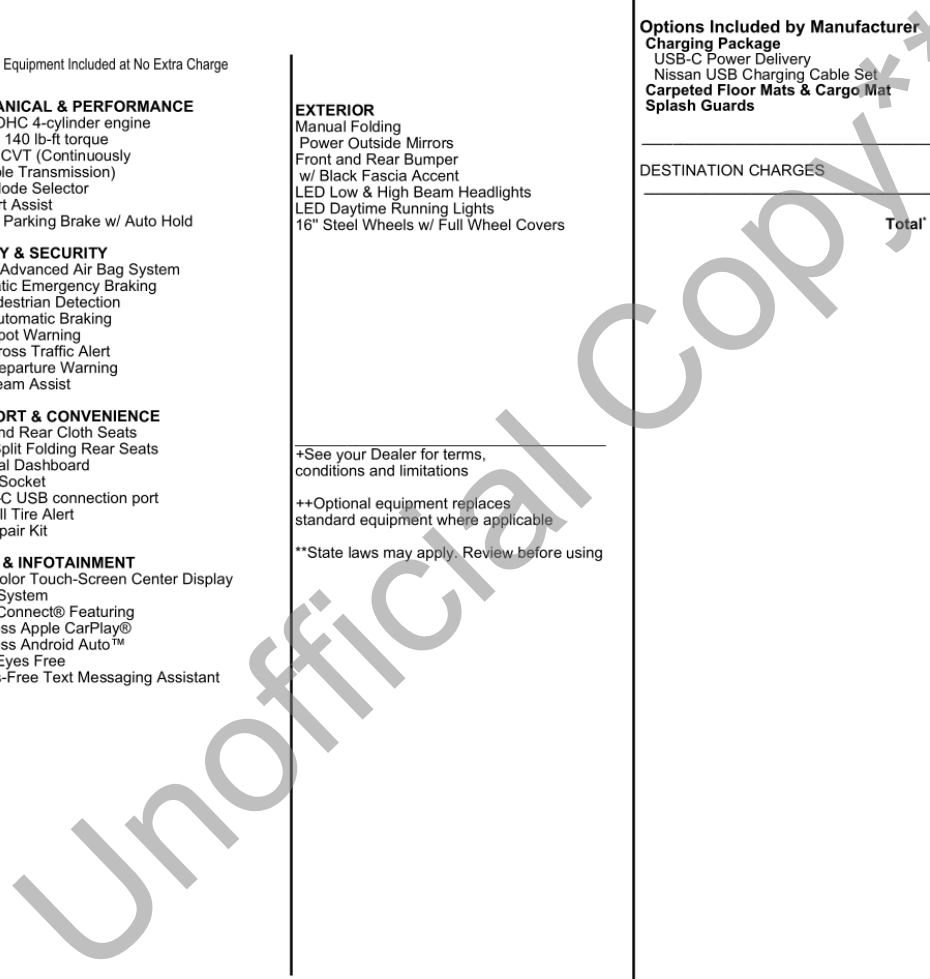 Equipment Included at No Extra Charge
ANICAL & PERFORMANCE
OHC 4-cylinder engine
140 lb-ft torque
CVT (Continuously
ble Transmission)
ode Selector
rt Assist
Parking Brake w/ Auto Hold
Y & SECURITY
Advanced Air Bag System
tic Emergency Braking
destrian Detection
utomatic Braking
pot Warning
ross Traffic Alert
eparture Warning
eam Assist
ORT & CONVENIENCE
nd Rear Cloth Seats
Split Folding Rear Seats
al Dashboard
Socket
-C USB connection port
ll Tire Alert
pair Kit
& INFOTAINMENT
olor Touch-Screen Center Display
System
Connect® Featuring
ss Apple CarPlay®
ss Android Auto™
Eyes Free
s-Free Text Messaging Assistant
EXTERIOR
Manual Folding
Power Outside Mirrors
Front and Rear Bumper
w/ Black Fascia Accent
LED Low & High Beam Headlights
LED Daytime Running Lights
16" Steel Wheels w/ Full Wheel Covers
+See your Dealer for terms,
conditions and limitations
++Optional equipment replaces
standard equipment where applicable
**State laws may apply. Review before using
Options Included by Manufacturer
Charging Package
USB-C Power Delivery
Nissan USB Charging Cable Set
Carpeted Floor Mats & Cargo Mat
Splash Guards
DESTINATION CHARGES
Total*
Unofficial Copy**